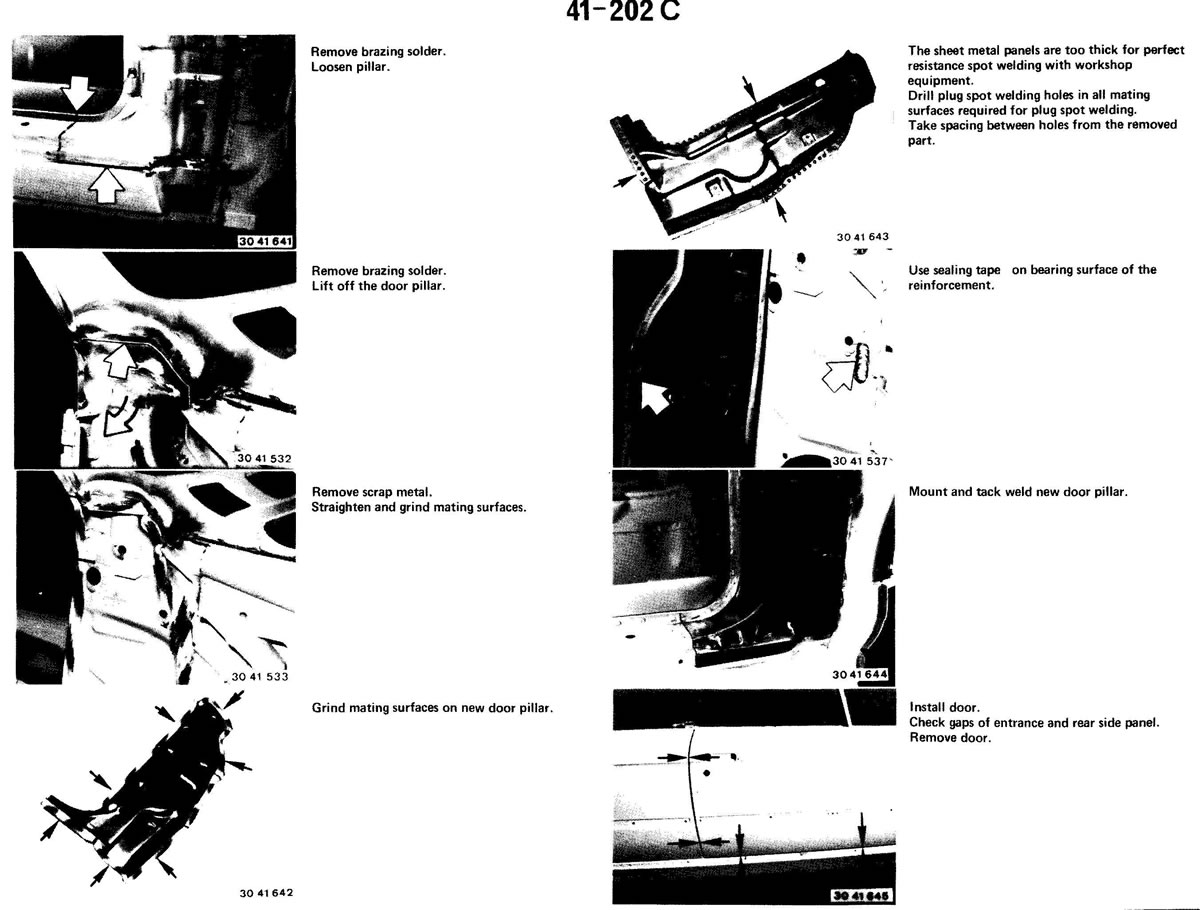 41-202 C
Remove brazing solder.
Loosen pillar.
30 41 641
Remove brazing solder.
Lift off the door pillar.
30 41 532
Remove scrap metal.
Straighten and grind mating surfaces.
30 41 533
Grind mating surfaces on new door pillar.
30 41 642
The sheet metal panels are too thick for perfect
resistance spot welding with workshop
equipment.
Drill plug spot welding holes in all mating
surfaces required for plug spot welding.
Take spacing between holes from the removed
part.
30 41 643
Use sealing tape on bearing surface of the
reinforcement.
30 41 537
Mount and tack weld new door pillar.
30 41 644
Install door.
Check gaps of entrance and rear side panel.
Remove door.
30 41 645